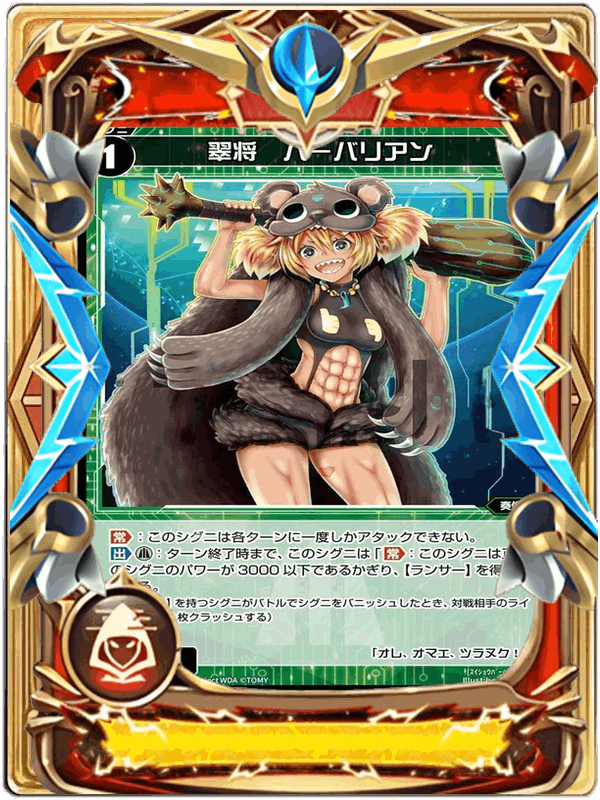 1
翠将 バーバリアン
奏
常：このシグニは各ターンに一度しかアタックできない。
出 ：ターン終了時まで、このシグニは「常：このシグニは
のシグニのパワーが3000以下であるかぎり、【ランサー】を得
る。
】を持つシグニがバトルでシグニをバニッシュしたとき、対戦相手のライ
枚クラッシュする）
「オレ、オマエ、ツラヌク！
ject WDA ©TOMY
Illust